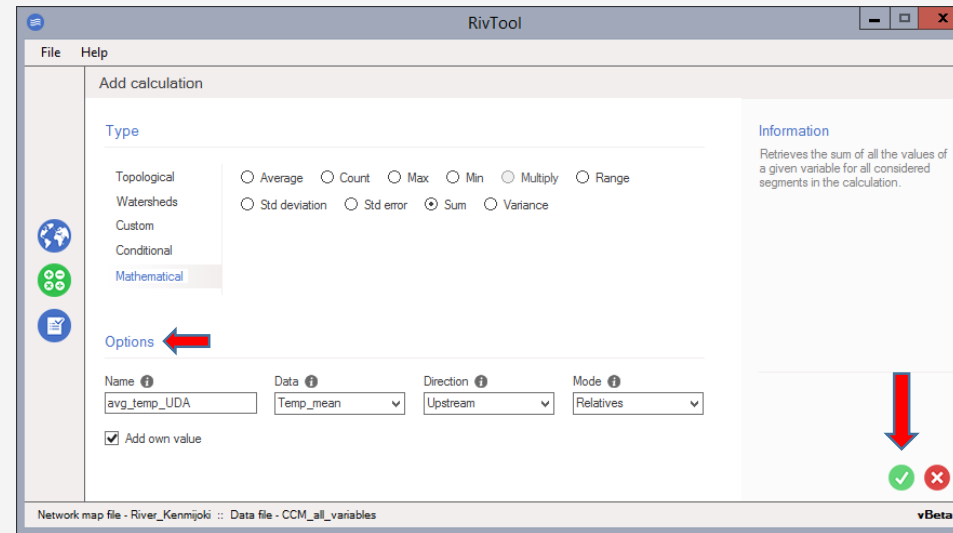 RivTool
File Help
Add calculation
Type
Topological
Watersheds
Custom
Conditional
Mathematical
Average Count Max Min Multiply Range
Std deviation Std error Sum Variance
Information
Retrieves the sum of all the values of
a given variable for all considered
segments in the calculation.
Options
Name Data Direction Mode
avg_temp_UDA Temp_mean Upstream Relatives
Add own value
Network map file - River_Kenmijoki :: Data file - CCM_all_variables vBeta